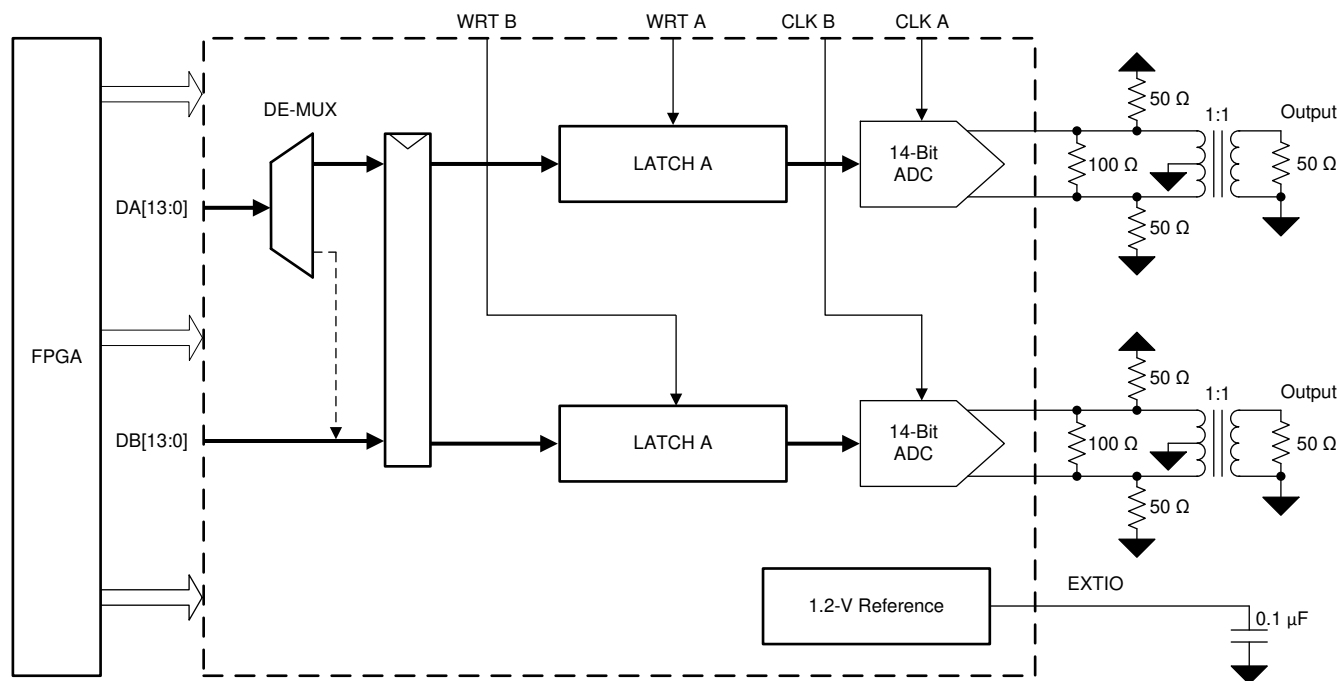 WRT B
WRT A
CLK B
CLK A
DE-MUX
50 Ω
1:1
Output
LATCH A
14-Bit
ADC
100 Ω
50 Ω
DA[13:0]
50 Ω
FPGA
50 Ω
1:1
Output
DB[13:0]
LATCH A
14-Bit
ADC
100 Ω
50 Ω
50 Ω
1.2-V Reference
EXTIO
0.1 µF